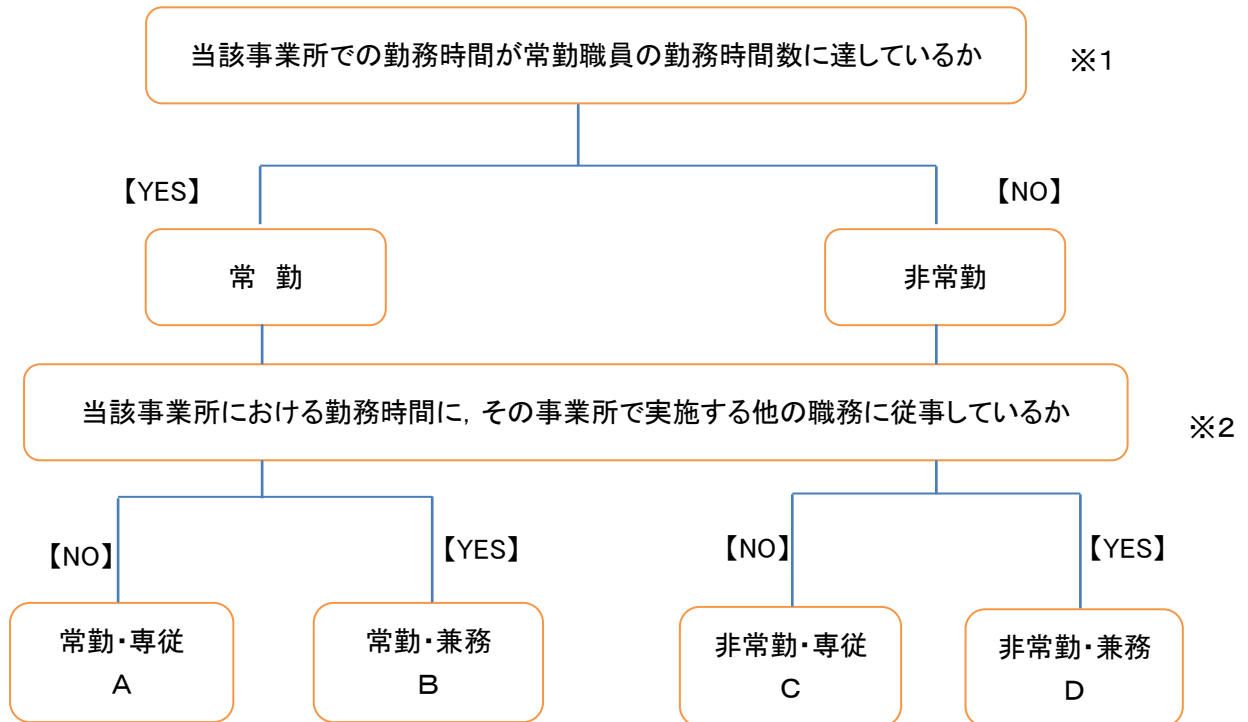 当該事業所での勤務時間が常勤職員の勤務時間数に達しているか
※1
【YES】
【NO】
常　勤
非常勤
当該事業所における勤務時間に，その事業所で実施する他の職務に従事しているか
※2
【NO】
【YES】
【NO】
【YES】
常勤・専従
A
常勤・兼務
B
非常勤・専従
C
非常勤・兼務
D